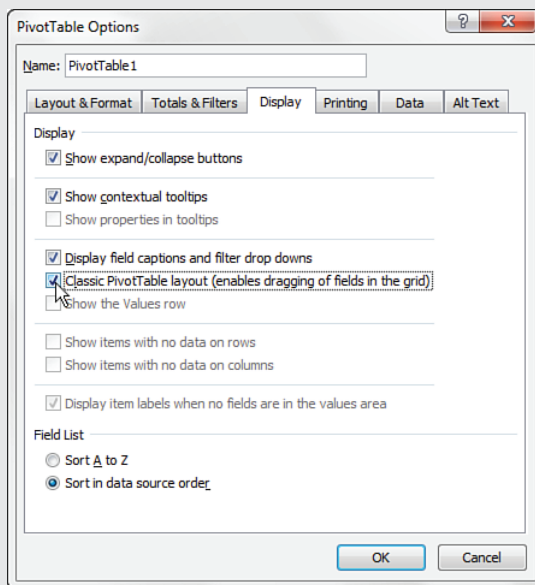 PivotTable Options
Name: PivotTable1
Layout & Format Totals & Filters Display Printing Data Alt Text
Display
Show expand/collapse buttons
Show contextual tooltips
Show properties in tooltips
Display field captions and filter drop downs
Classic PivotTable layout (enables dragging of fields in the grid)
Show the Values row
Show items with no data on rows
Show items with no data on columns
Display item labels when no fields are in the values area
Field List
Sort A to Z
Sort in data source order
OK Cancel